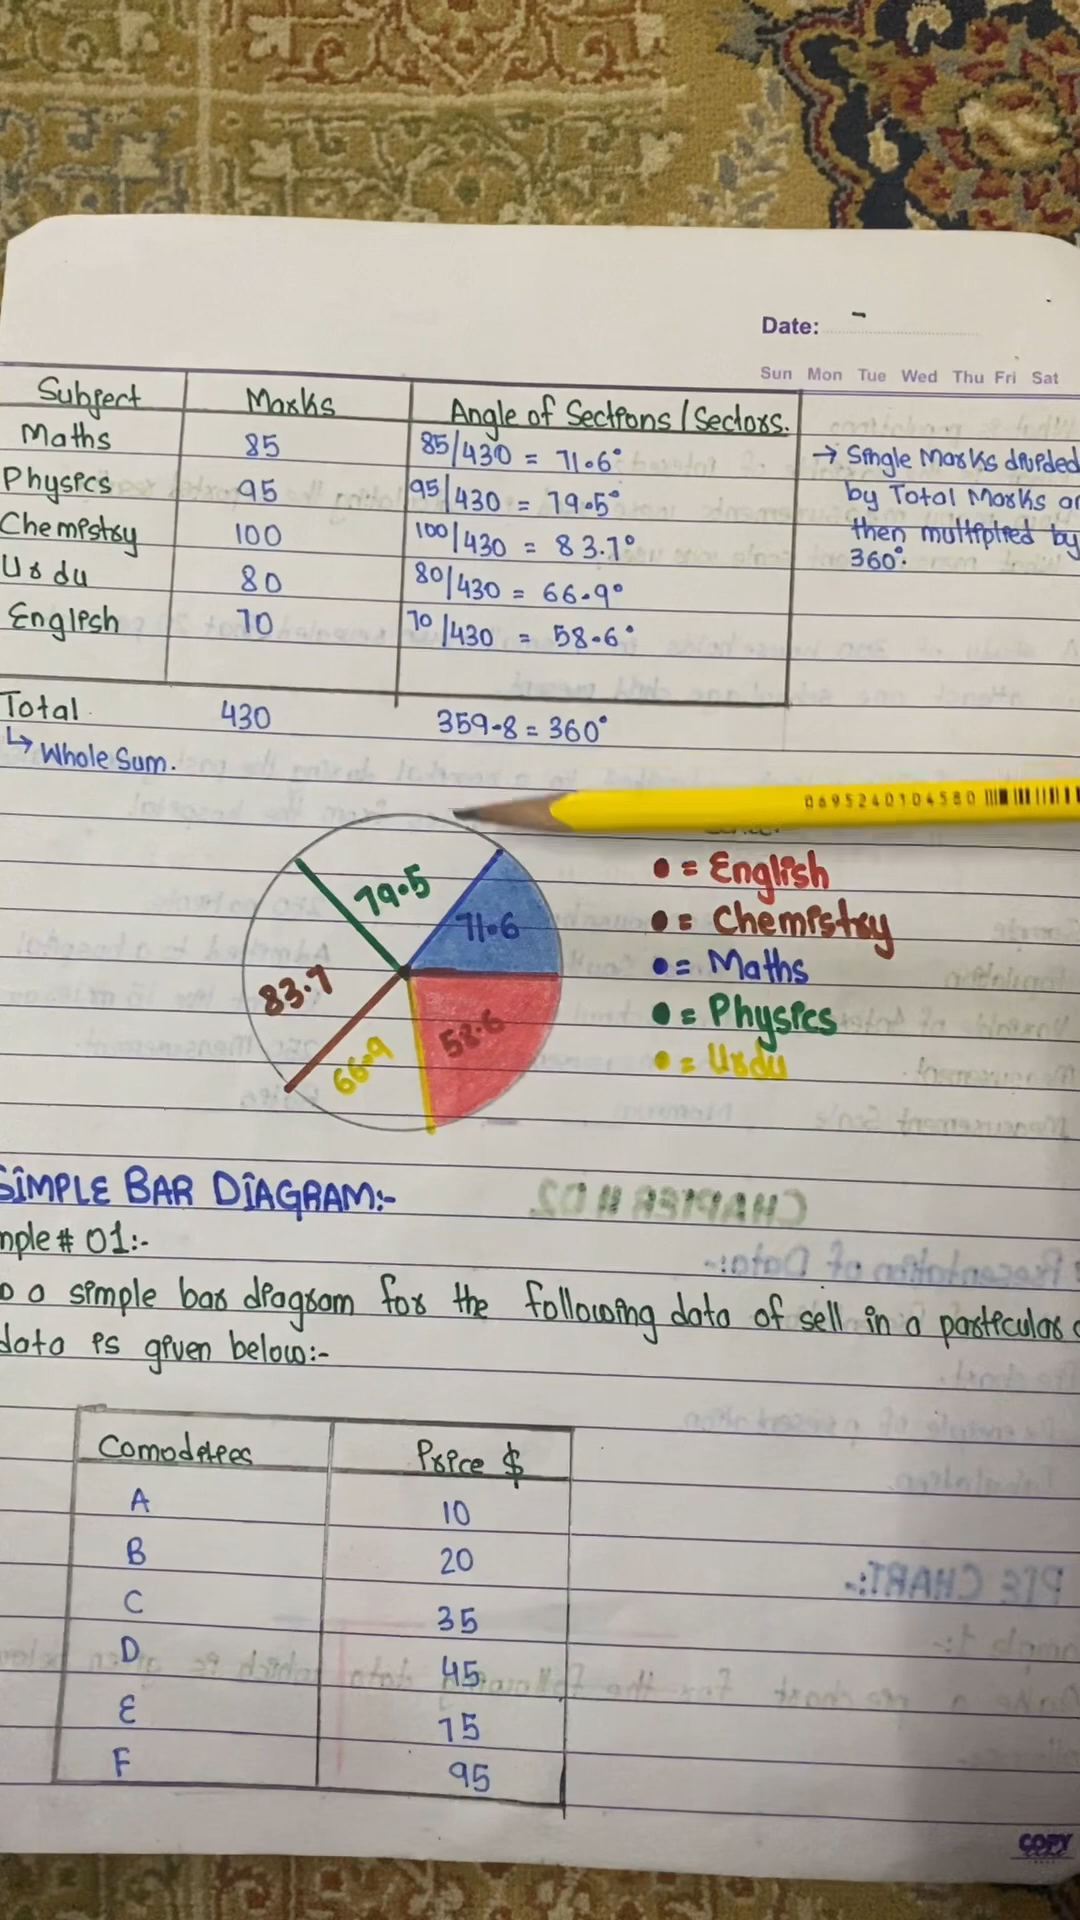 Date:
Sun Mon Tue Wed Thu Fri Sat
Subject Marks Angle of Sections / Sectors.
Maths 85 85/430 = 71.6°
Physics 95 95/430 = 79.5°
Chemistry 100 100/430 = 83.7°
Urdu 80 80/430 = 66.9°
English 70 70/430 = 58.6°
→ Single Marks divided
by Total Marks
then multiplied by
360°.
Total 430 359.8 = 360°
↳ Whole Sum.
0695240104580
79.5
71.6
83.7
66.9
58.6
= English
= Chemistry
= Maths
= Physics
= Urdu
SIMPLE BAR DIAGRAM:-
# 01:-
a simple bar diagram for the following data of sell in a particular
data is given below:-
Comodities Price $
A 10
B 20
C 35
D 45
E 75
F 95
COPY